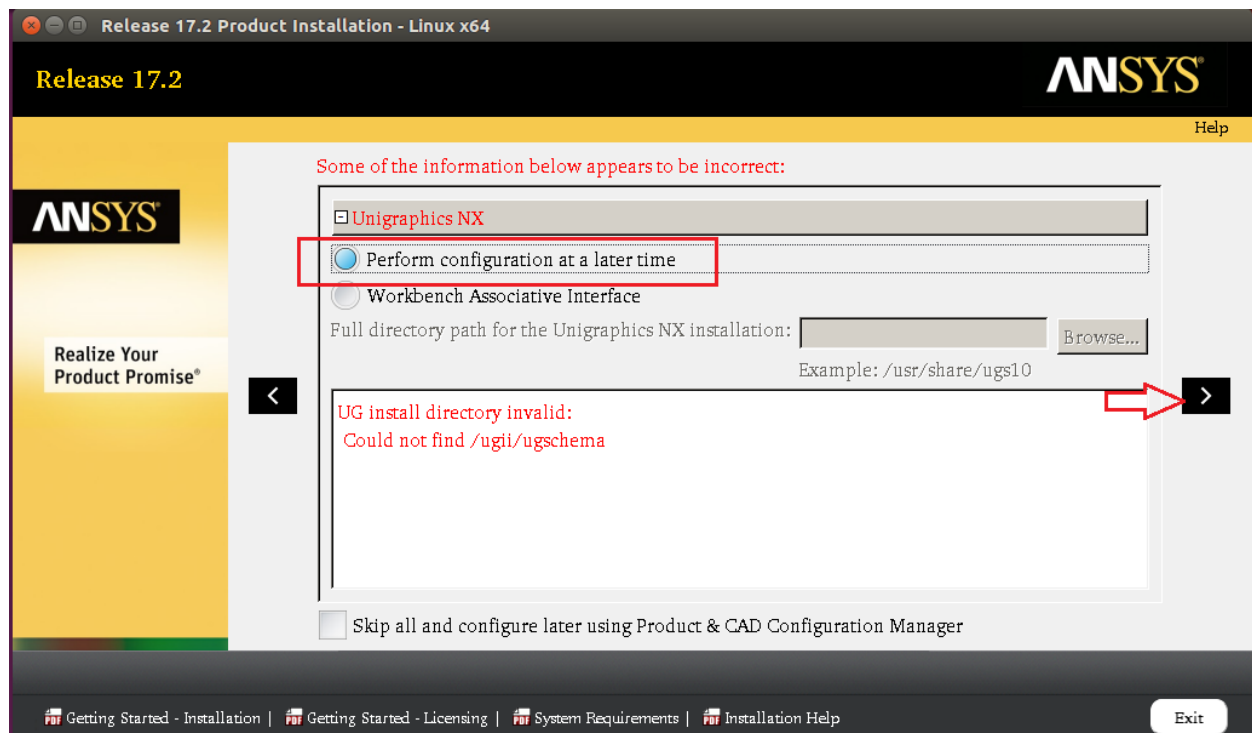 Release 17.2 Product Installation - Linux x64
Release 17.2
ANSYS®
Help
Some of the information below appears to be incorrect:
ANSYS®
Unigraphics NX
Perform configuration at a later time
Workbench Associative Interface
Full directory path for the Unigraphics NX installation:
Browse...
Example: /usr/share/ugs10
Realize Your
Product Promise®
UG install directory invalid:
Could not find /ugii/ugschema
Skip all and configure later using Product & CAD Configuration Manager
Getting Started - Installation | Getting Started - Licensing | System Requirements | Installation Help
Exit